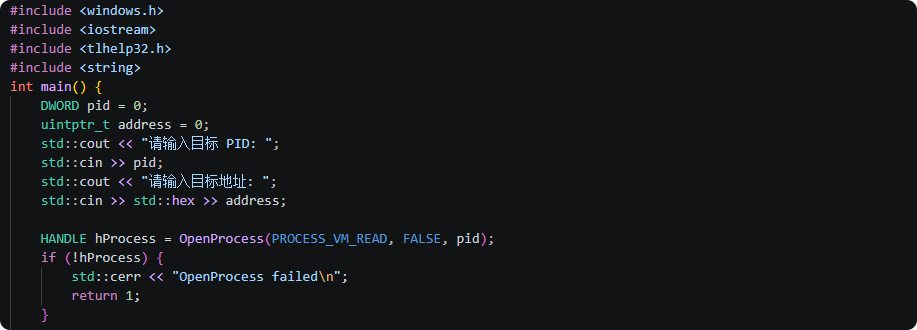 #include <windows.h>
#include <iostream>
#include <tlhelp32.h>
#include <string>
int main() {
    DWORD pid = 0;
    uintptr_t address = 0;
    std::cout << "请输入目标 PID: ";
    std::cin >> pid;
    std::cout << "请输入目标地址: ";
    std::cin >> std::hex >> address;

    HANDLE hProcess = OpenProcess(PROCESS_VM_READ, FALSE, pid);
    if (!hProcess) {
        std::cerr << "OpenProcess failed\n";
        return 1;
    }